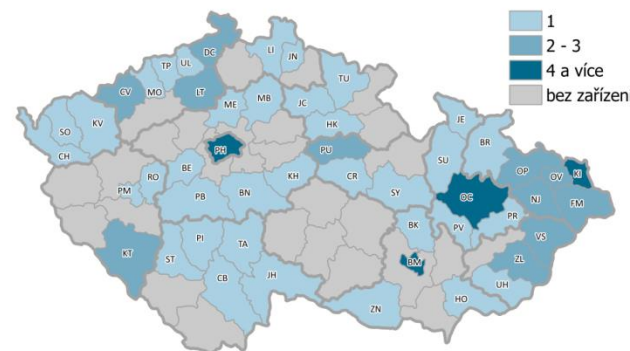 1
2 - 3
4 a více
bez zařízení
DC
LI
JN
TP
UL
TU
CV
MO
LT
ME
MB
JC
SO
KV
HK
JE
CH
PH
PU
SU
BR
RO
BE
KH
CR
OP
OV
KI
PM
PB
BN
SY
OC
NJ
FM
PR
KT
PI
TA
BK
PV
VS
ST
CB
JH
BM
ZL
UH
ZN
HO